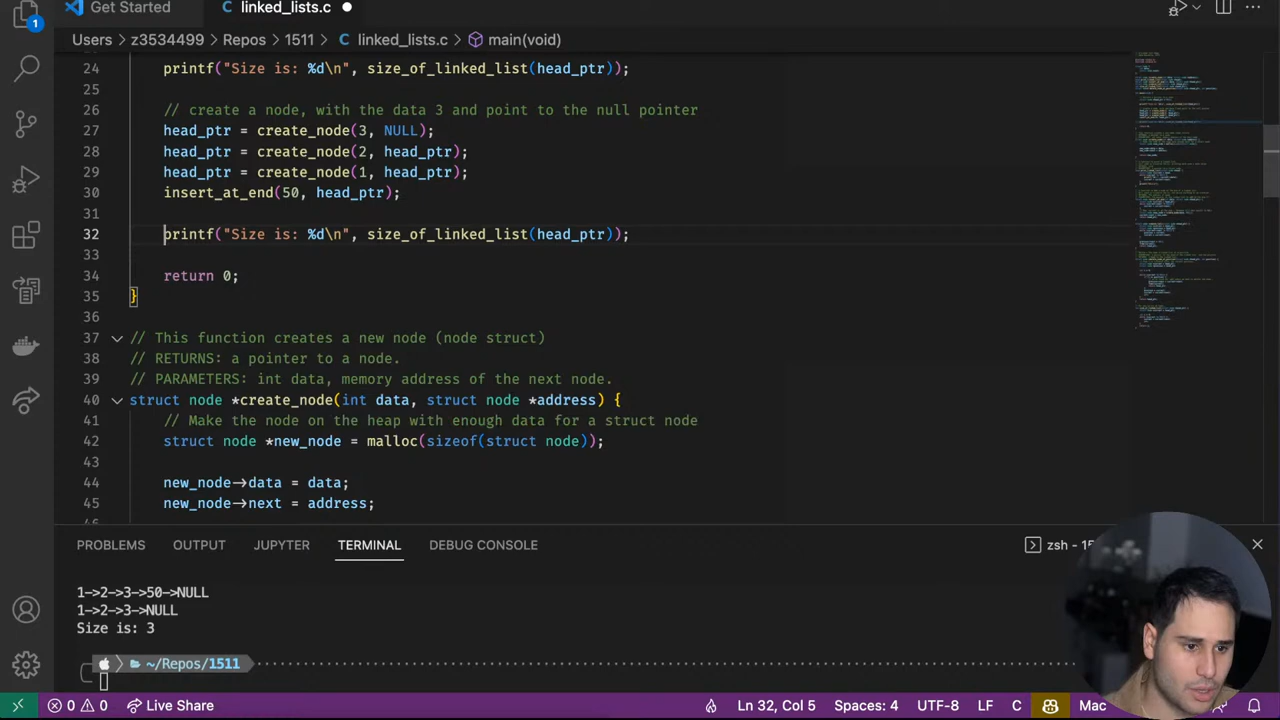 1
Get Started
C linked_lists.c
Users > z3534499 > Repos > 1511 > C linked_lists.c > main(void)
24 printf("Size is: %d\n", size_of_linked_list(head_ptr));
25
26 // create a node, with the data 3, and point to the null pointer
27 head_ptr = create_node(3, NULL);
28 head_ptr = create_node(2, head_ptr);
29 head_ptr = create_node(1, head_ptr);
30 insert_at_end(50, head_ptr);
31
32 printf("Size is: %d\n", size_of_linked_list(head_ptr));
33
34 return 0;
35 }
36
37 // This function creates a new node (node struct)
38 // RETURNS: a pointer to a node.
39 // PARAMETERS: int data, memory address of the next node.
40 struct node *create_node(int data, struct node *address) {
41 // Make the node on the heap with enough data for a struct node
42 struct node *new_node = malloc(sizeof(struct node));
43
44 new_node->data = data;
45 new_node->next = address;
PROBLEMS OUTPUT JUPYTER TERMINAL DEBUG CONSOLE
zsh
1->2->3->50->NULL
1->2->3->NULL
Size is: 3
~/Repos/1511
0 0 Live Share Ln 32, Col 5 Spaces: 4 UTF-8 LF C Mac